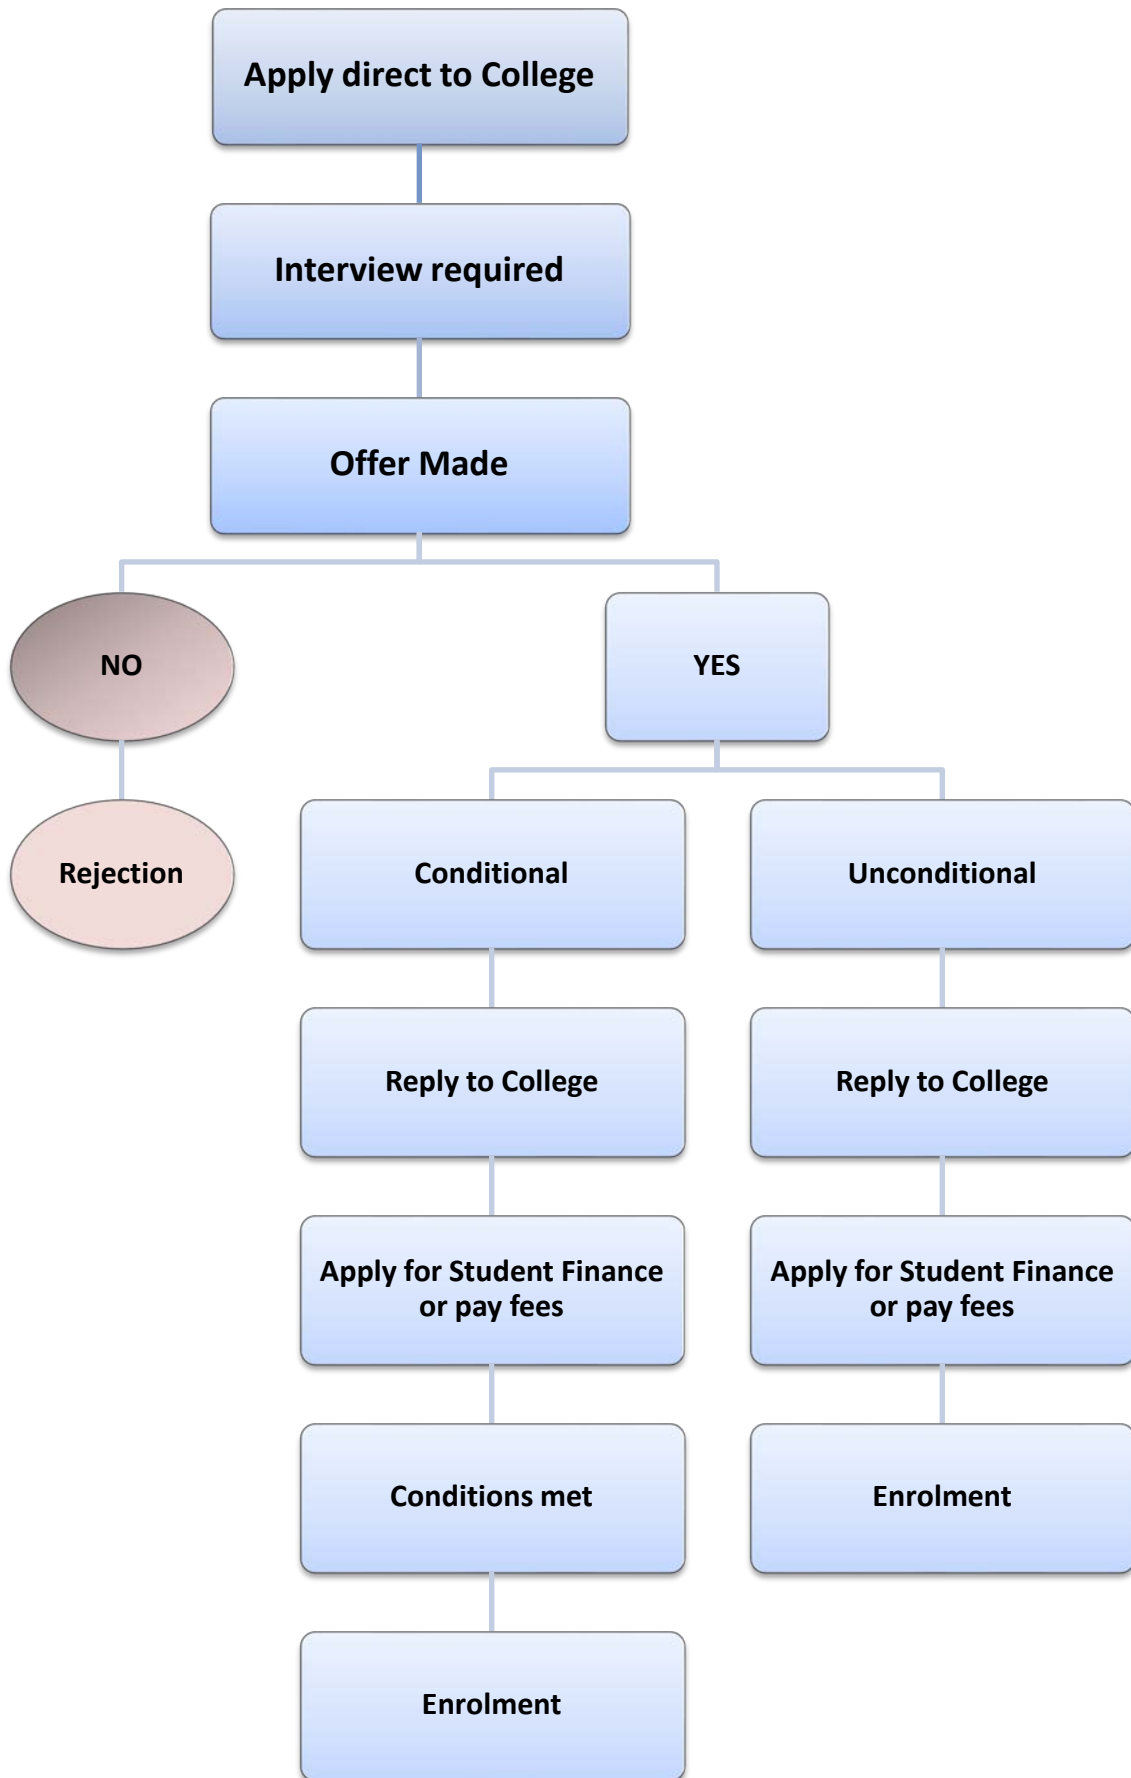 Apply direct to College
Interview required
Offer Made
NO
YES
Rejection
Conditional
Unconditional
Reply to College
Reply to College
Apply for Student Finance
or pay fees
Apply for Student Finance
or pay fees
Conditions met
Enrolment
Enrolment